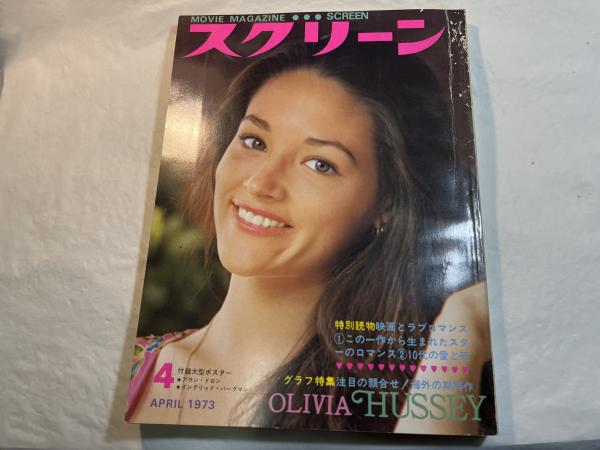 MOVIE MAGAZINE ●●● SCREEN
スクリーン
特別読物映画とラブロマンス
①この一作から生まれたスタ
ーのロマンス②10代の愛と
♥♥♥♥♥♥♥♥♥♥♥♥
グラフ特集注目の顔合せ!海外の
OLIVIA HUSSEY
4
付録大型ポスター
★アラン・ドロン
★イングリッド・バーグマン
APRIL 1973